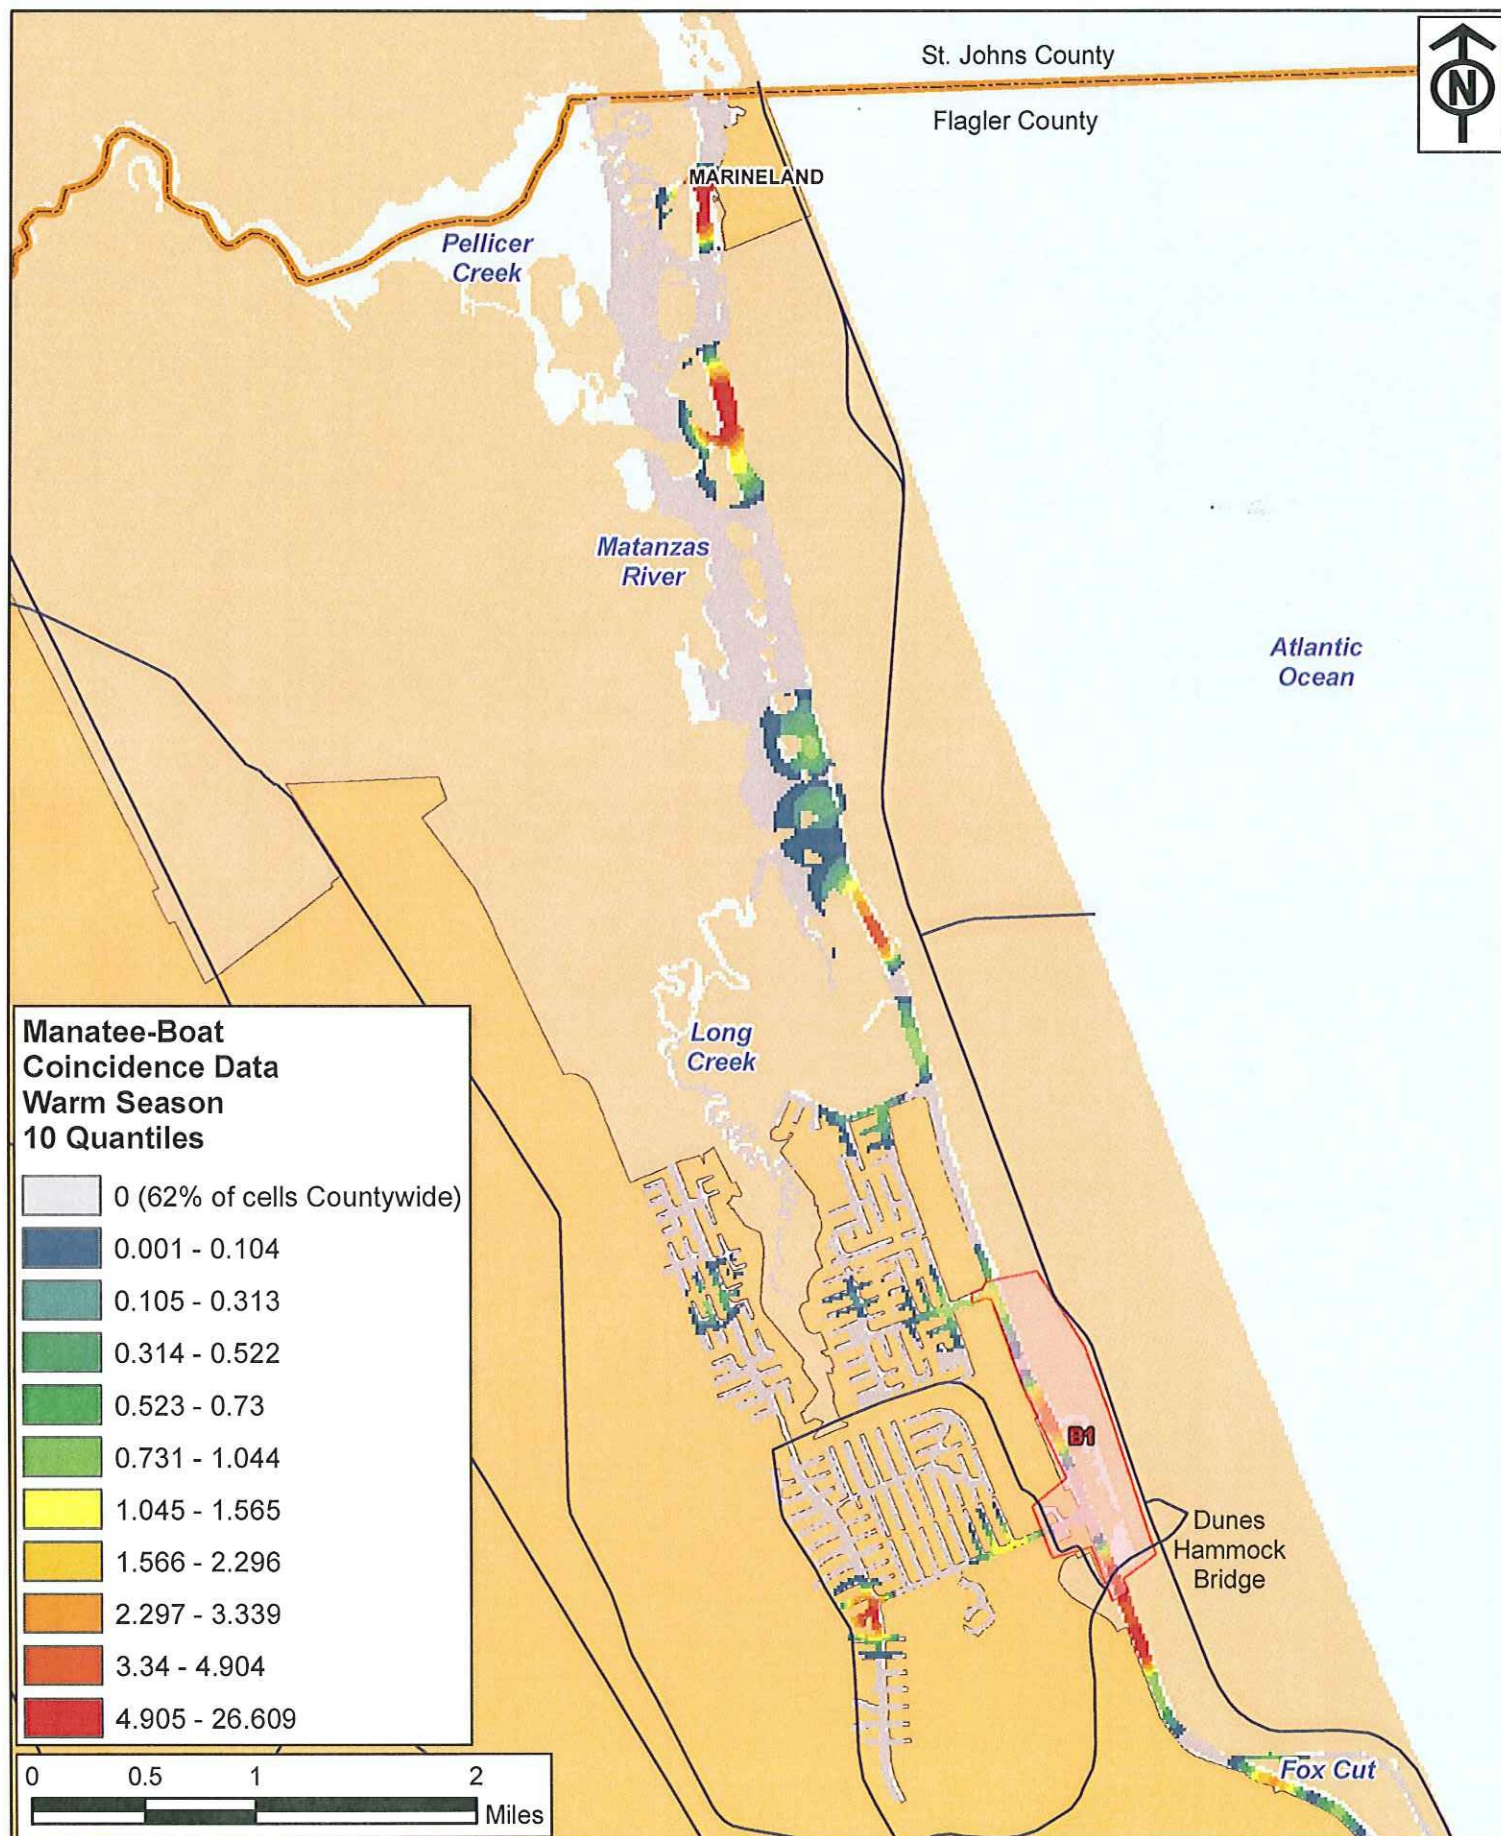 St. Johns County
N
Flagler County
MARINELAND
Pellicer
Creek
Matanzas
River
Atlantic
Ocean
Long
Creek
Manatee-Boat
Coincidence Data
Warm Season
10 Quantiles
0 (62% of cells Countywide)
0.001 - 0.104
0.105 - 0.313
0.314 - 0.522
0.523 - 0.73
0.731 - 1.044
1.045 - 1.565
1.566 - 2.296
2.297 - 3.339
3.34 - 4.904
4.905 - 26.609
B1
Dunes
Hammock
Bridge
Fox Cut
0 0.5 1 2
Miles